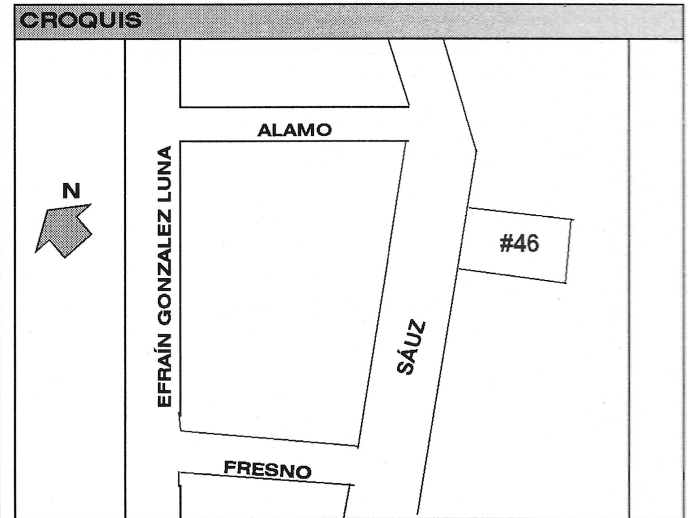 CROQUIS
ALAMO
N
EFRAÍN GONZALEZ LUNA
#46
SÁUZ
FRESNO